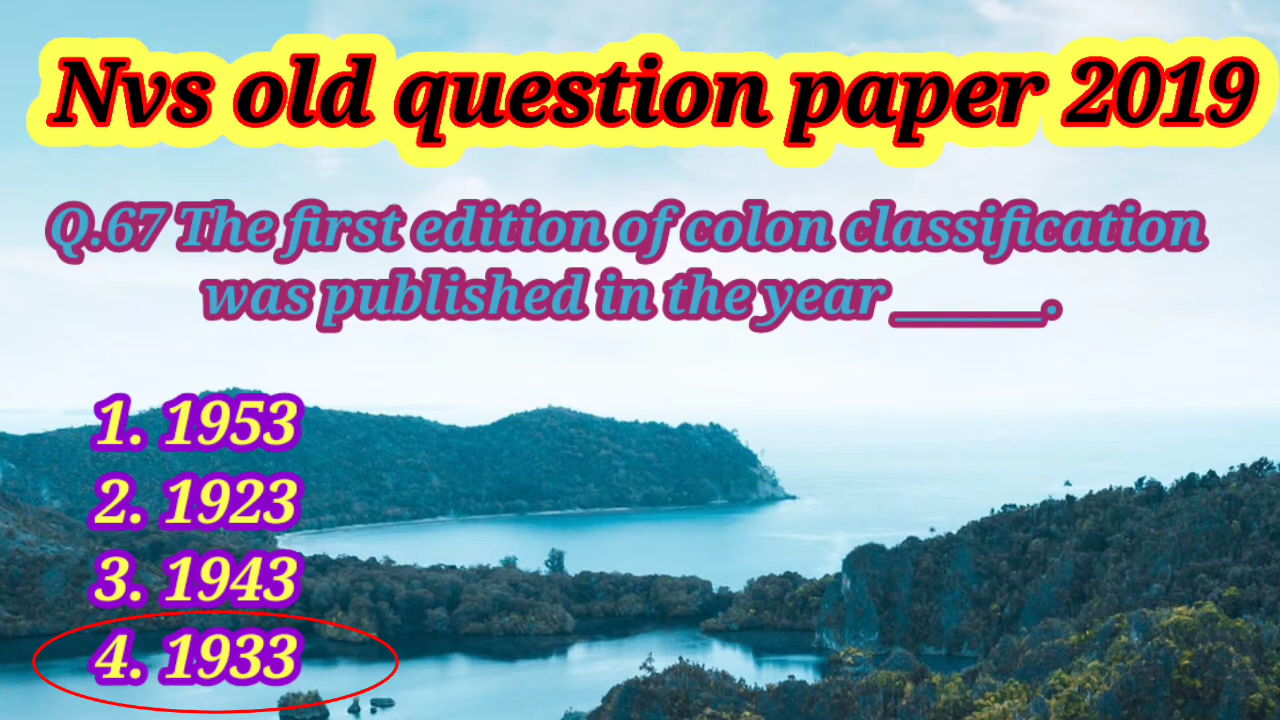 Nvs old question paper 2019
Q.67 The first edition of colon classification
was published in the year _____.
1. 1953
2. 1923
3. 1943
4. 1933